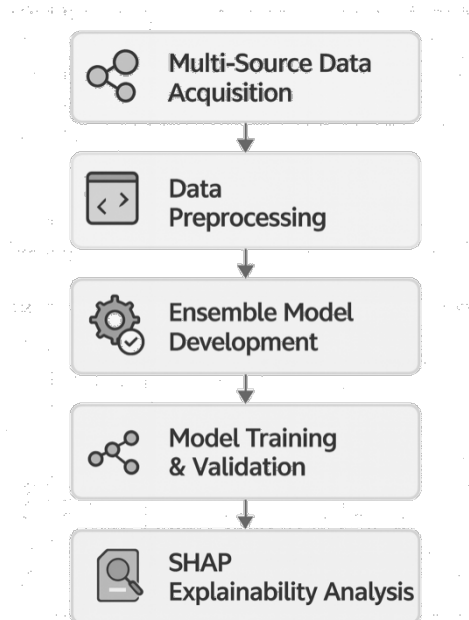 Multi-Source Data
Acquisition
Data
Preprocessing
Ensemble Model
Development
Model Training
& Validation
SHAP
Explainability Analysis